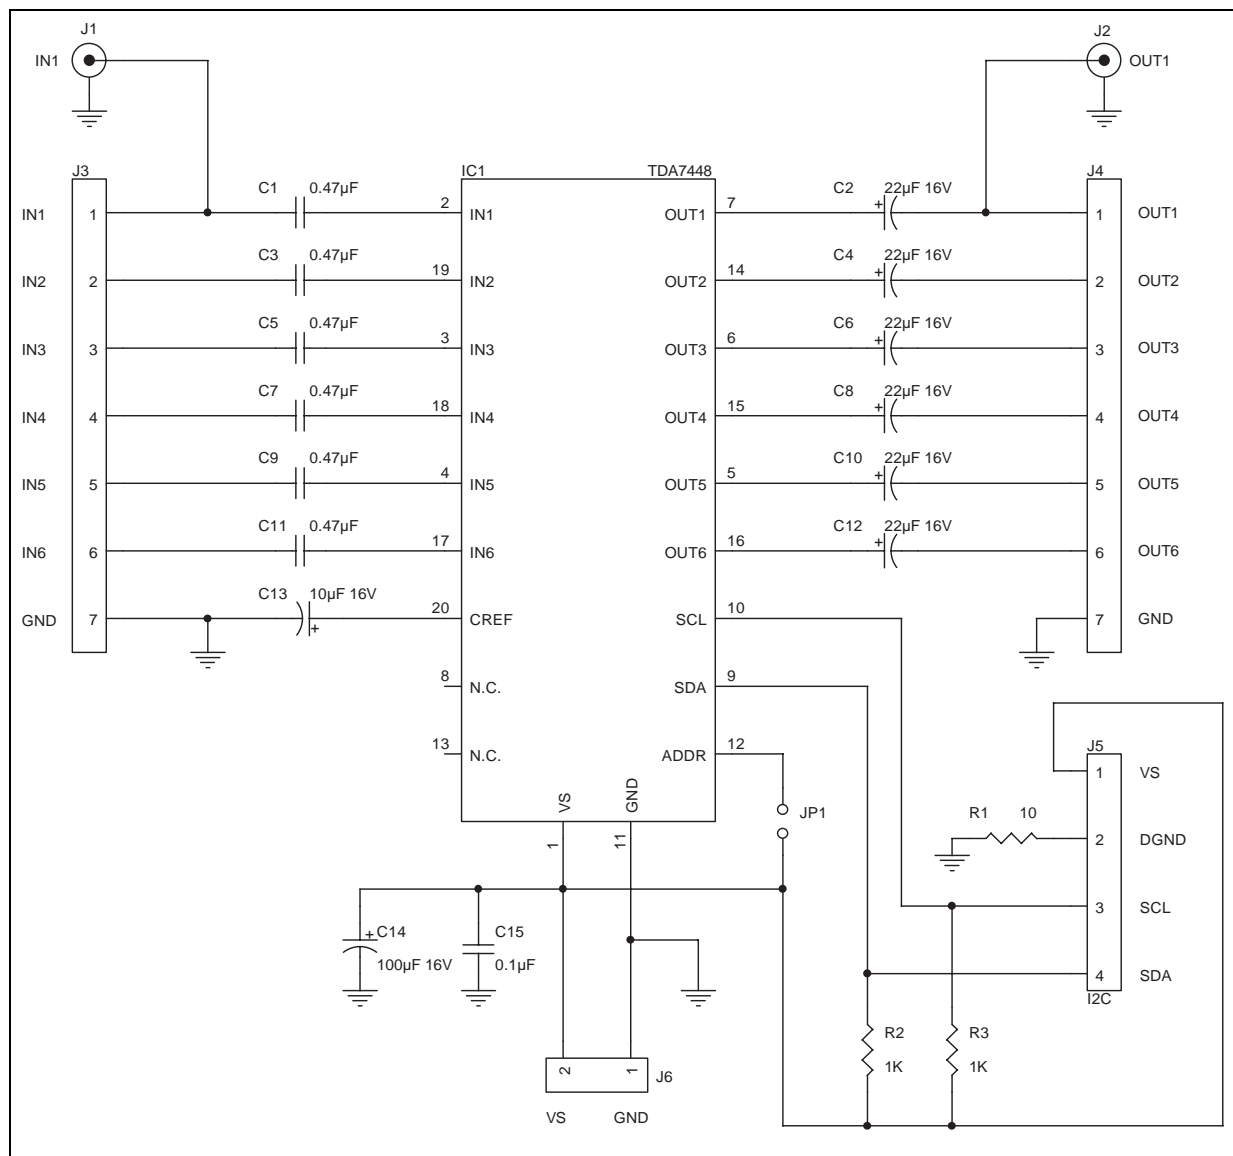 J1
J2
IN1
OUT1
J3
IC1
TDA7448
J4
C1 0.47µF
C2 22µF 16V
IN1 1
2 IN1
OUT1 7
1 OUT1
C3 0.47µF
C4 22µF 16V
+
IN2 2
19 IN2
OUT2 14
2 OUT2
+
C5 0.47µF
C6 22µF 16V
IN3 3
3 IN3
OUT3 6
3 OUT3
+
C7 0.47µF
C8 22µF 16V
IN4 4
18 IN4
OUT4 15
4 OUT4
+
C9 0.47µF
C10 22µF 16V
IN5 5
4 IN5
OUT5 5
5 OUT5
+
C11 0.47µF
C12 22µF 16V
IN6 6
17 IN6
OUT6 16
6 OUT6
+
C13 10µF 16V
GND 7
+
20 CREF
SCL 10
7 GND
8 N.C.
SDA 9
13 N.C.
ADDR 12
J5
1 VS
VS
GND
JP1
R1 10
2 DGND
1
11
3 SCL
+ C14
100µF 16V
C15
0.1µF
4 SDA
I2C
R2
1K
R3
1K
2 1 J6
VS GND